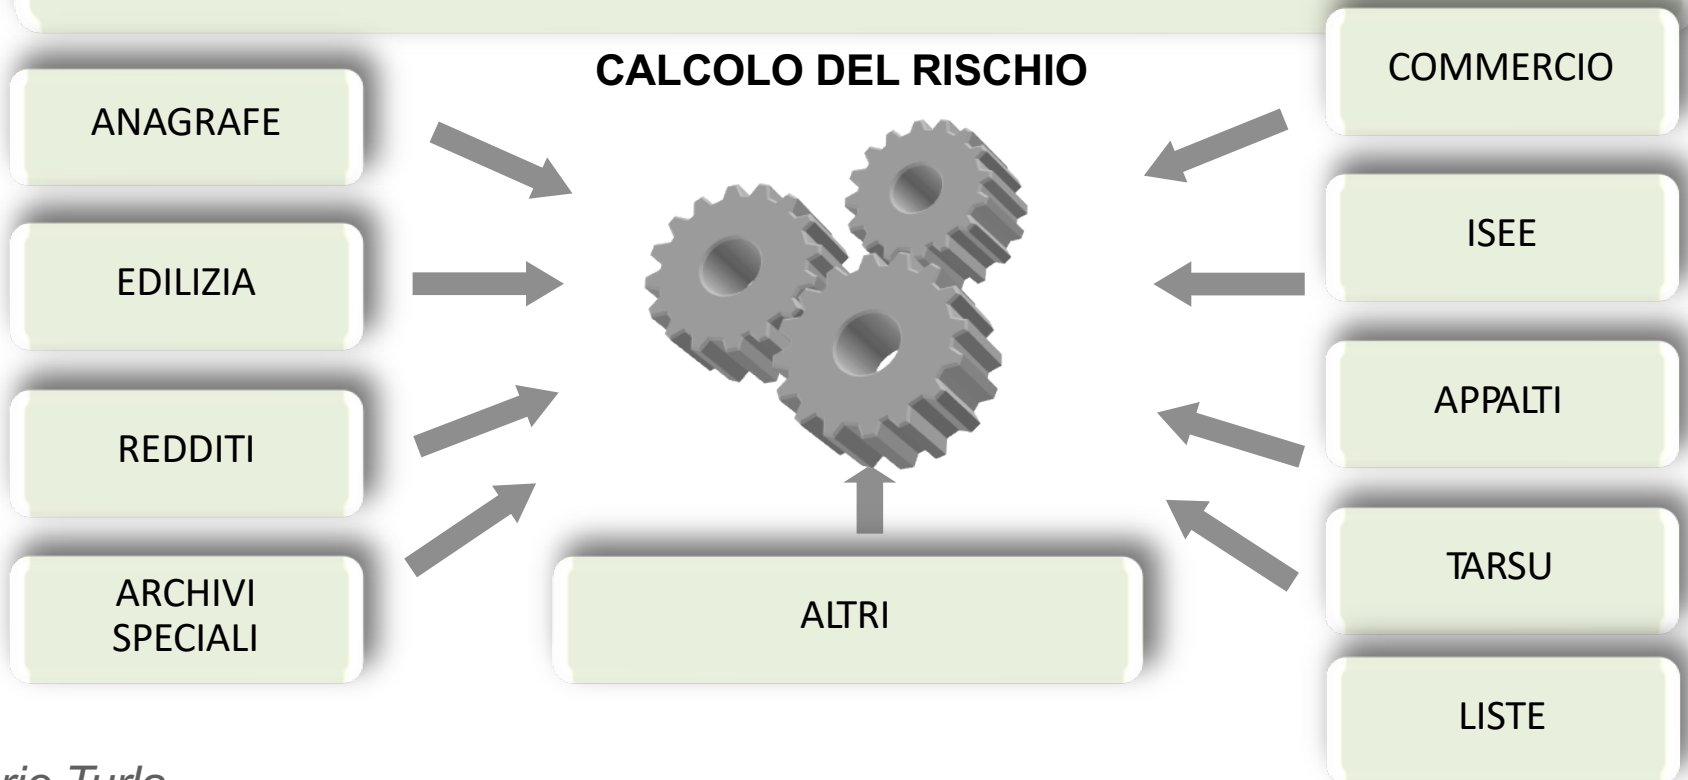 CALCOLO DEL RISCHIO
ANAGRAFE
EDILIZIA
REDDITI
ARCHIVI
SPECIALI
ALTRI
COMMERCIO
ISEE
APPALTI
TARSU
LISTE